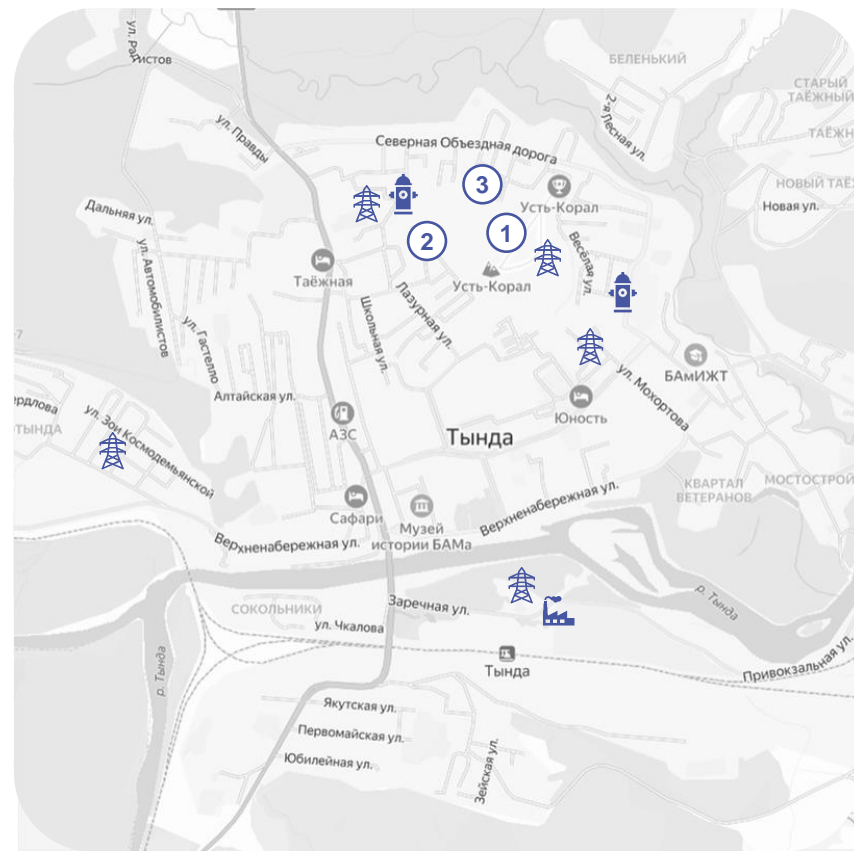 ул. Радистов
БЕЛЕНЬКИЙ
СТАРЫЙ
ТАЁЖНЫЙ
2-я Лесная ул.
ул. Правды
Северная Объездная дорога
3
Усть-Корал
НОВЫЙ
Новая ул.
Дальняя ул.
2
1
Весёлая ул.
ул. Автомобилистов
Таёжная
Усть-Корал
Лазурная ул.
Школьная ул.
ул. Гастелло
БАмИЖТ
ул. Мохортова
Алтайская ул.
Юность
АЗС
Тында
ул. Зои Космодемьянской
КВАРТАЛ
ВЕТЕРАНОВ
МОСТОСТРОЙ
Сафари
Музей
истории БАМа
Верхненабережная ул.
Верхненабережная ул.
р. Тында
СОКОЛЬНИКИ
Заречная ул.
ул. Чкалова
р. Тында
Тында
Привокзальная ул.
Якутская ул.
Первомайская ул.
Юбилейная ул.
Зейская ул.